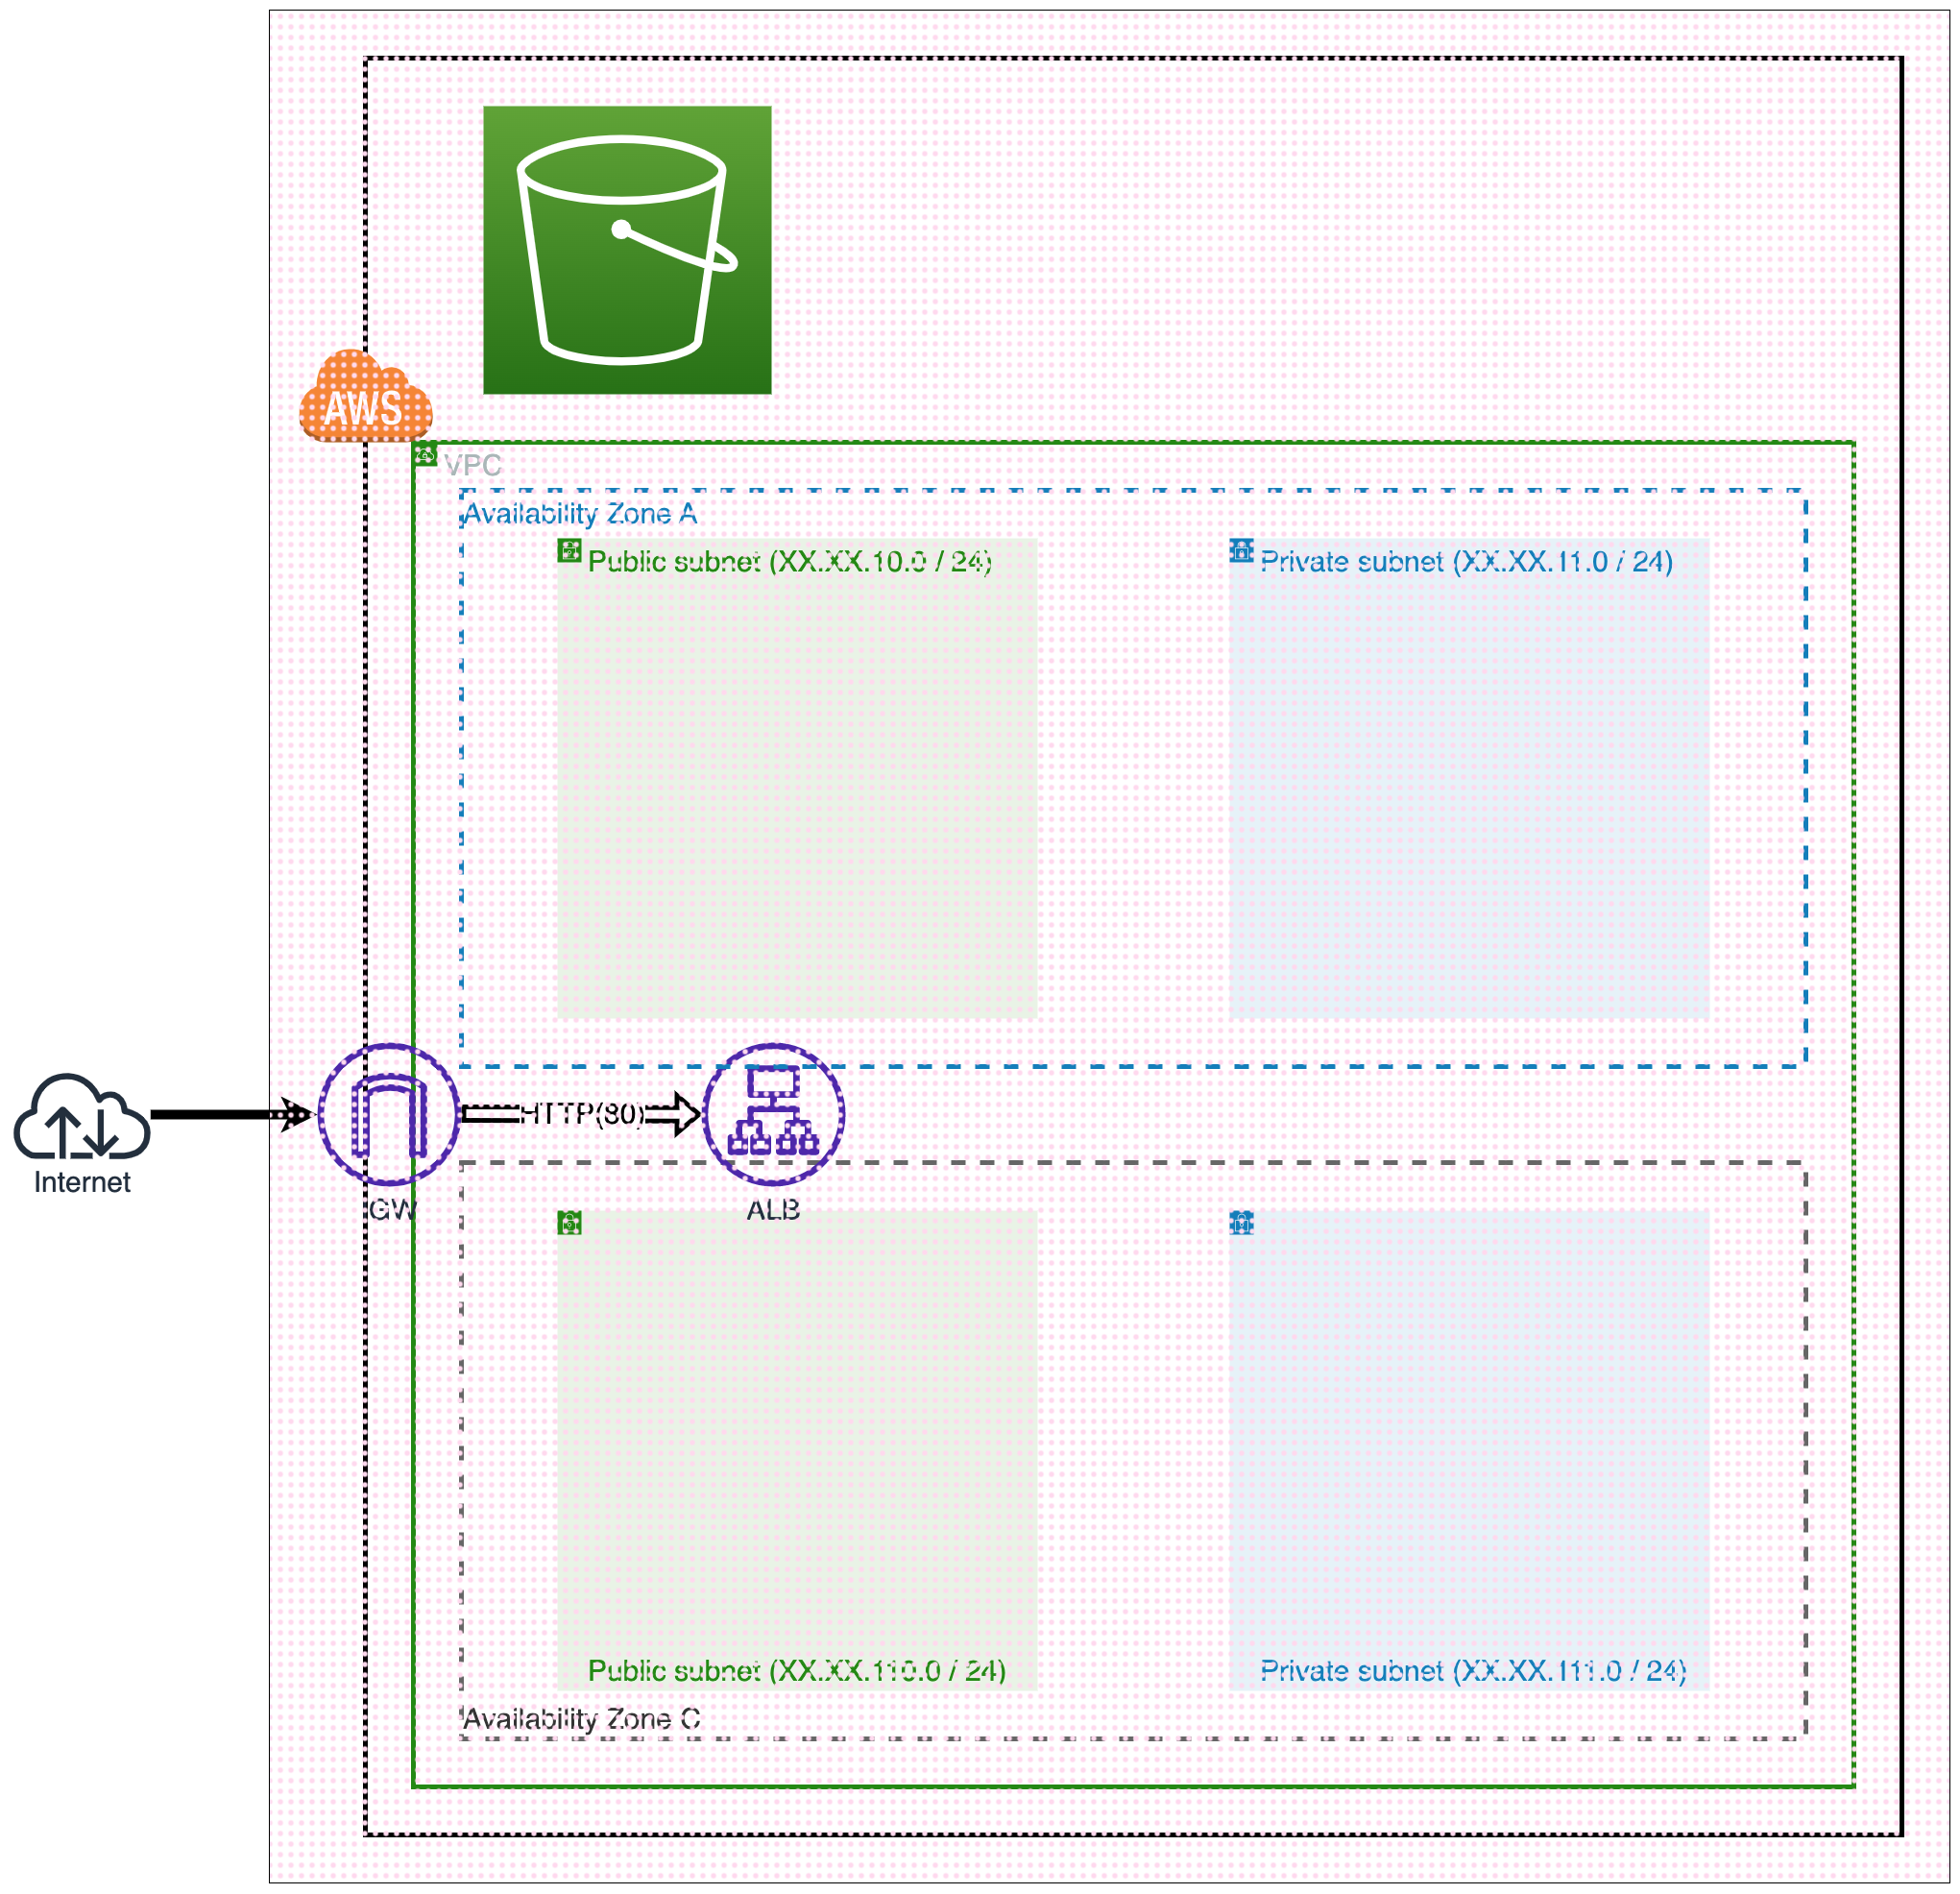 AWS
VPC
Availability Zone A
Public subnet (XX.XX.10.0 / 24)
Private subnet (XX.XX.11.0 / 24)
HTTP(80)
Internet
IGW
ALB
Public subnet (XX.XX.110.0 / 24)
Private subnet (XX.XX.111.0 / 24)
Availability Zone C